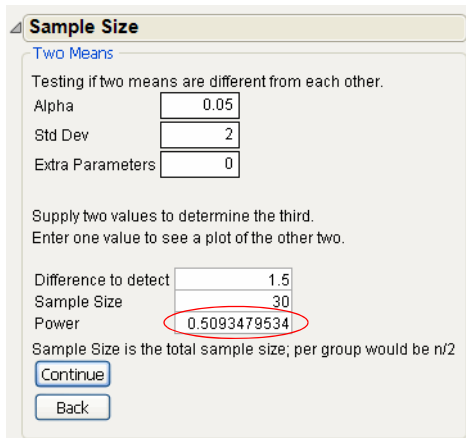 Sample Size
Two Means
Testing if two means are different from each other.
Alpha 0.05
Std Dev 2
Extra Parameters 0
Supply two values to determine the third.
Enter one value to see a plot of the other two.
Difference to detect 1.5
Sample Size 30
Power 0.5093479534
Sample Size is the total sample size; per group would be n/2
Continue
Back